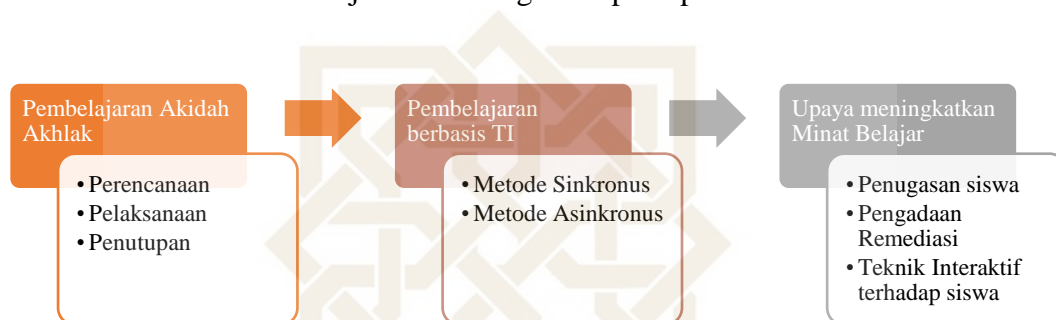 Pembelajaran Akidah
Akhlak
• Perencanaan
• Pelaksanaan
• Penutupan
Pembelajaran
berbasis TI
• Metode Sinkronus
• Metode Asinkronus
Upaya meningkatkan
Minat Belajar
• Penugasan siswa
• Pengadaan
Remediasi
• Teknik Interaktif
terhadap siswa